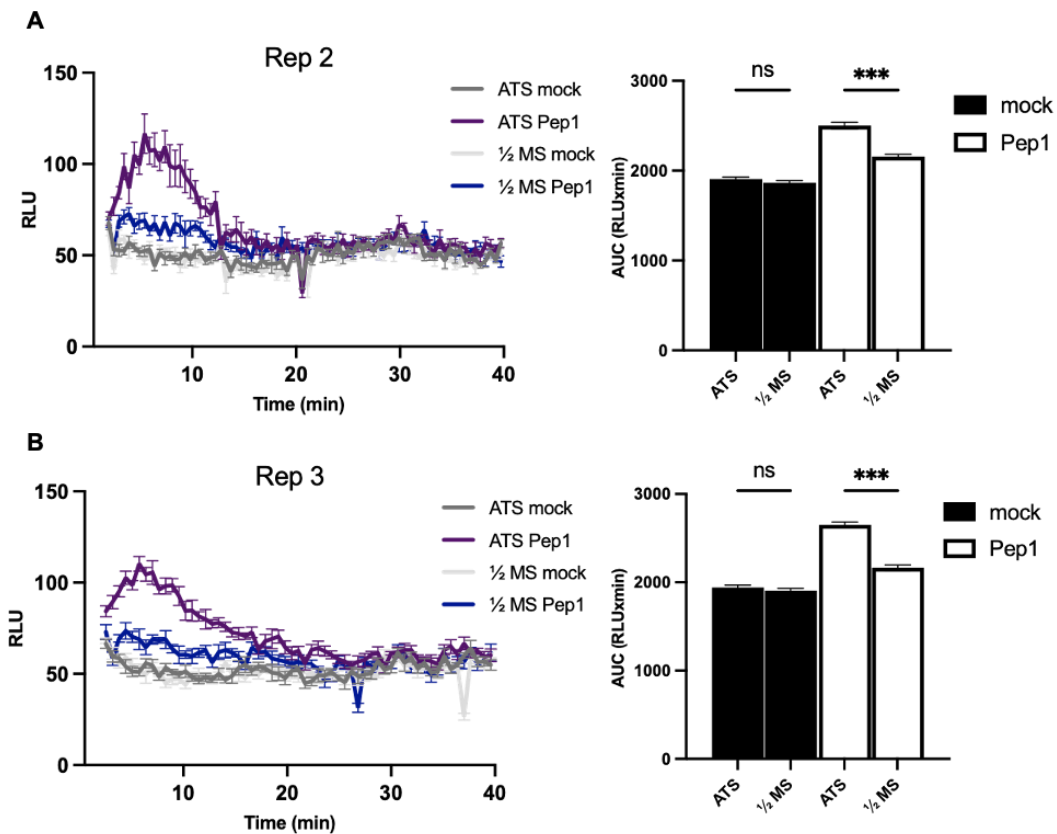 A
Rep 2
150
100
50
0
RLU
10
20
30
40
Time (min)
ATS mock
ATS Pep1
½ MS mock
½ MS Pep1
3000
2000
1000
0
AUC (RLUxmin)
ns
***
ATS
½ MS
ATS
½ MS
mock
Pep1
B
Rep 3
150
100
50
0
RLU
10
20
30
40
Time (min)
ATS mock
ATS Pep1
½ MS mock
½ MS Pep1
3000
2000
1000
0
AUC (RLUxmin)
ns
***
ATS
½ MS
ATS
½ MS
mock
Pep1